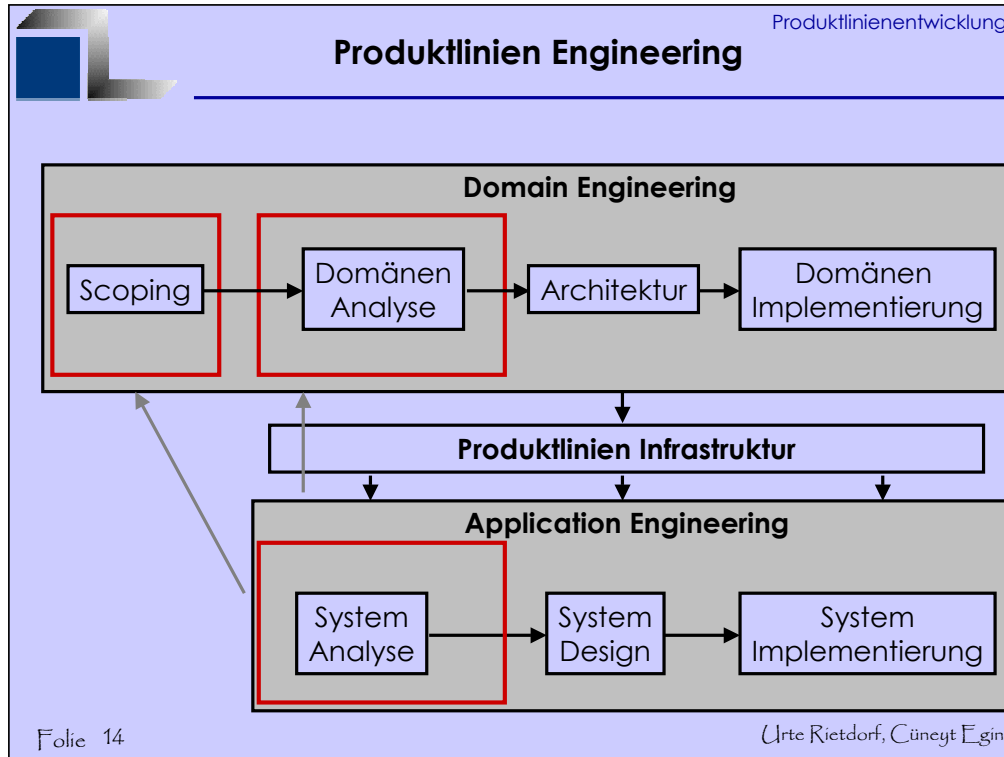 Produktlinienentwicklung
Produktlinien Engineering
Domain Engineering
Scoping
Domänen
Analyse
Architektur
Domänen
Implementierung
Produktlinien Infrastruktur
Application Engineering
System
Analyse
System
Design
System
Implementierung
Folie 14
Urte Rietdorf, Cüneyt Egin